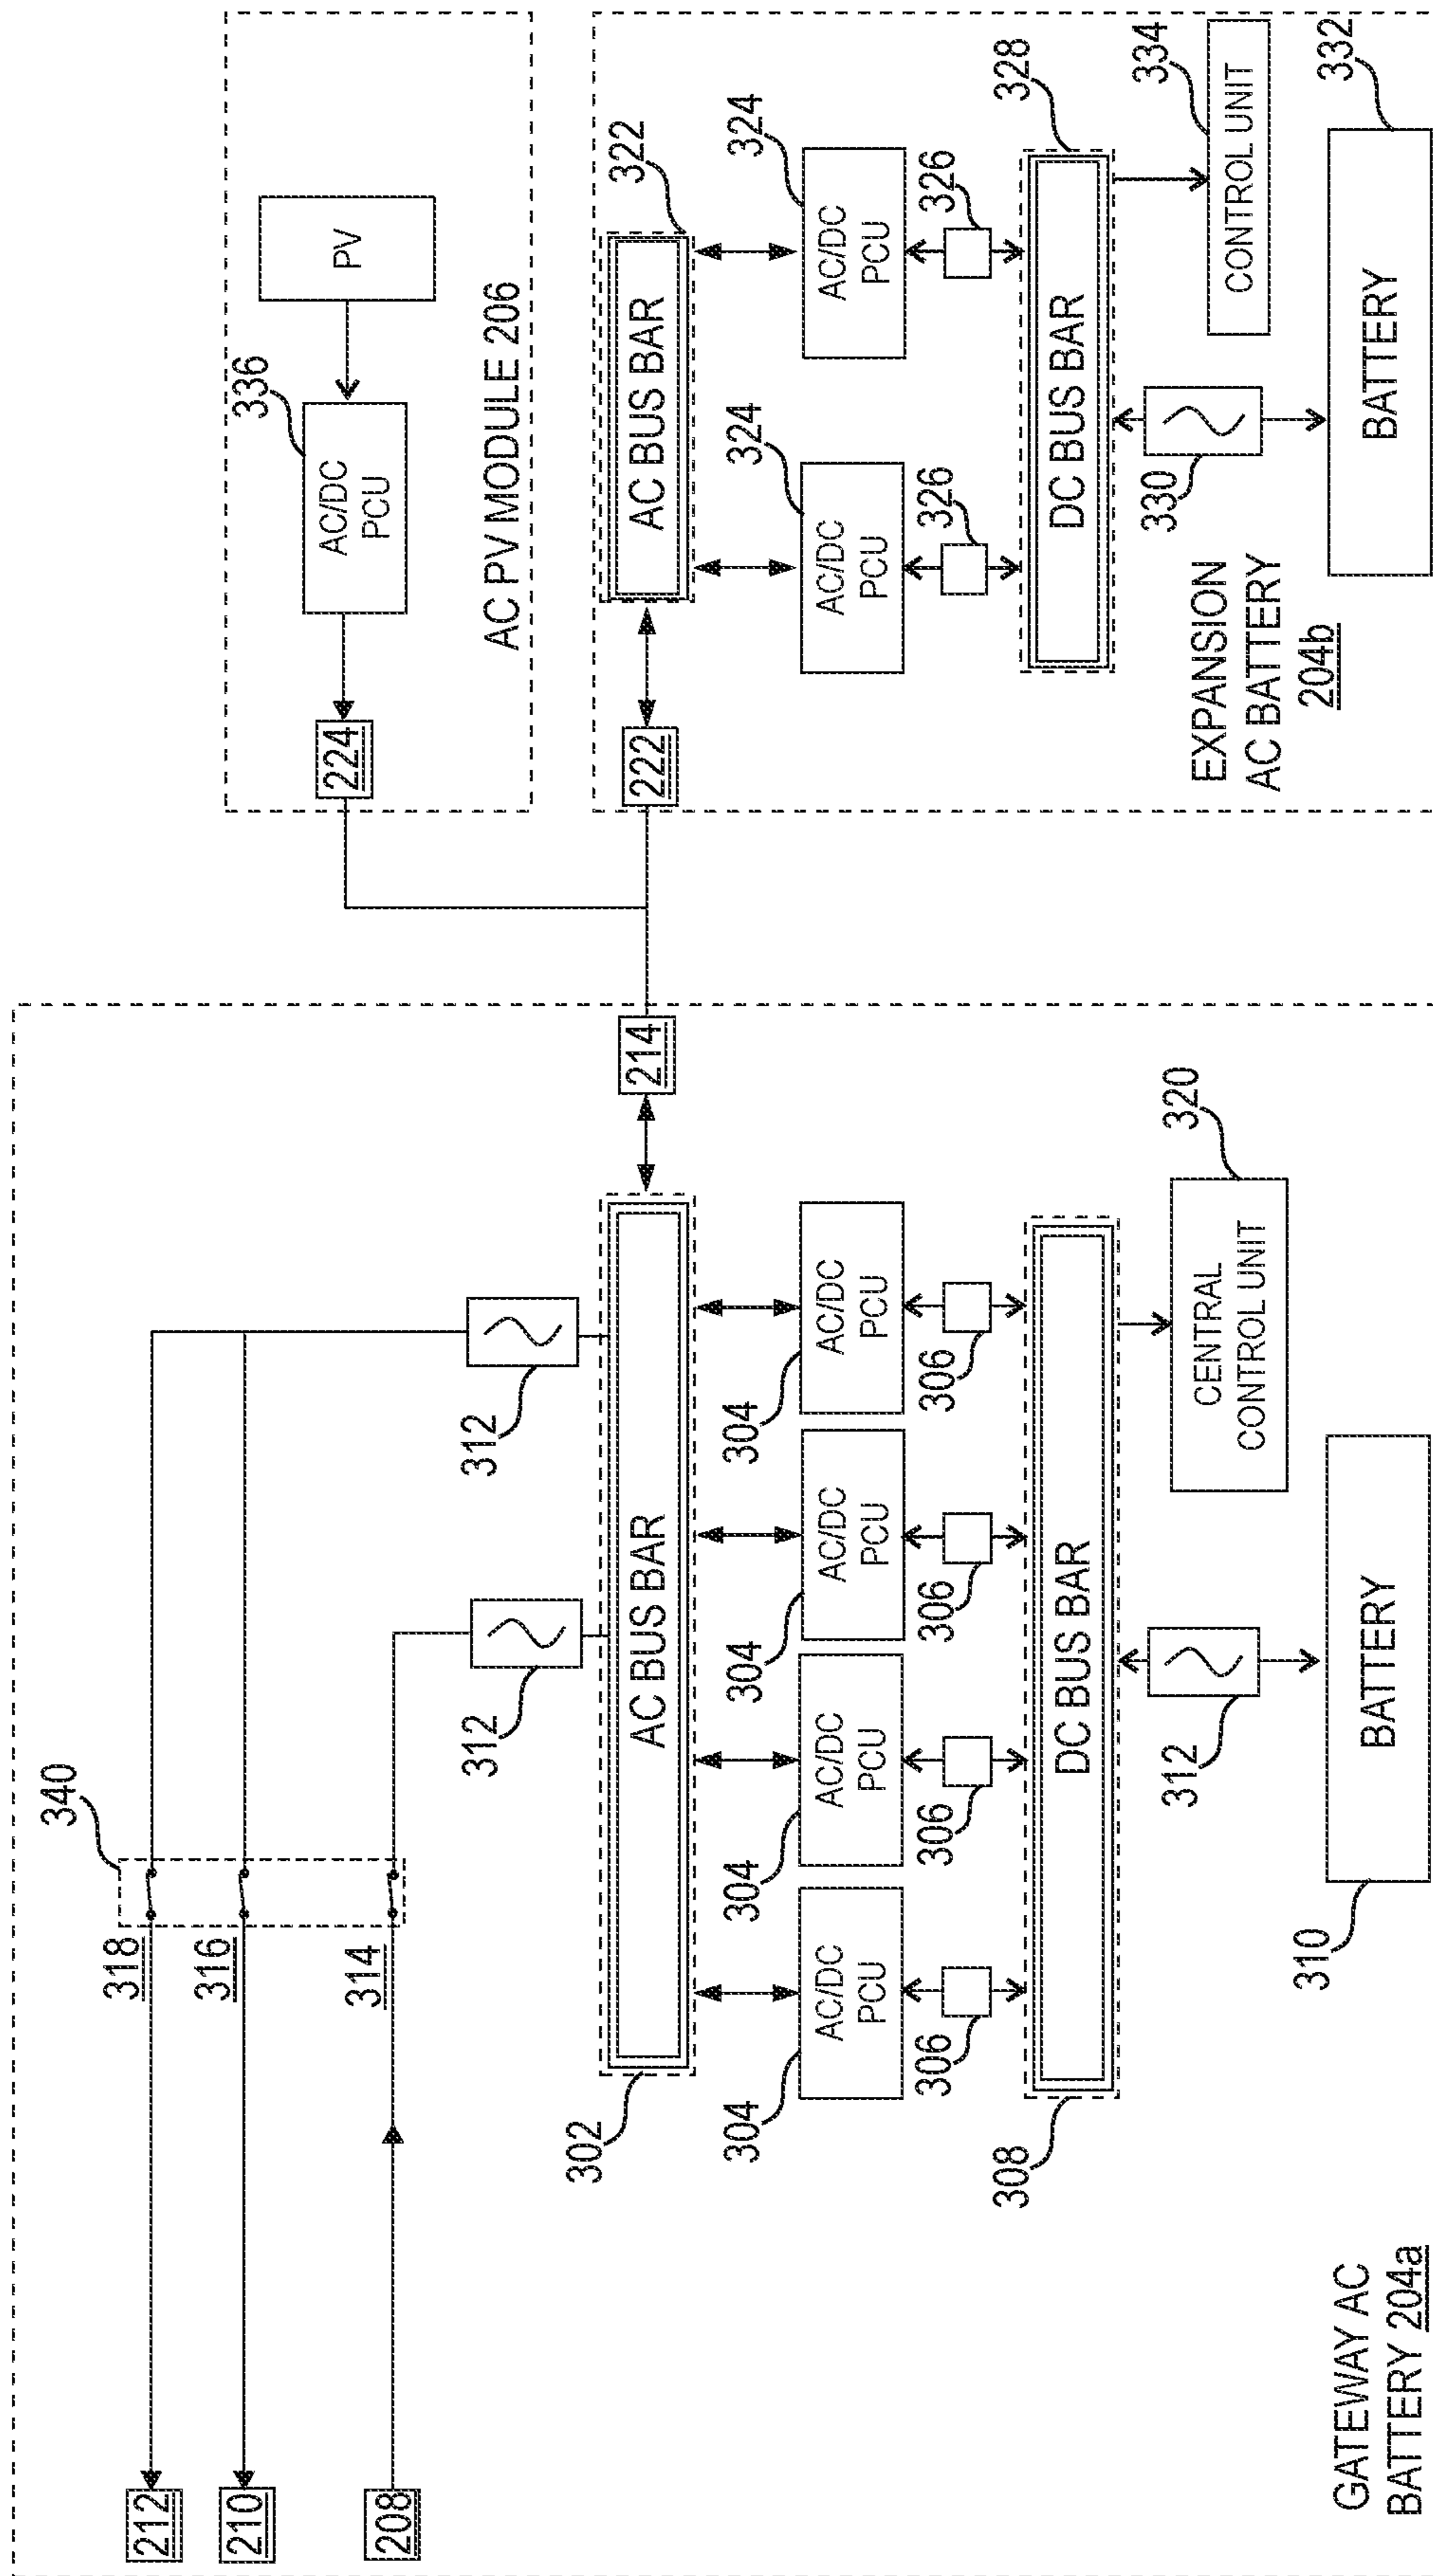 212
210
208
318
316
314
340
312
312
214
302
AC BUS BAR
304
304
304
304
AC/DC
PCU
AC/DC
PCU
AC/DC
PCU
AC/DC
PCU
306
306
306
306
308
DC BUS BAR
312
320
CENTRAL
CONTROL UNIT
310
BATTERY
GATEWAY AC
BATTERY 204a
224
336
AC/DC
PCU
PV
AC PV MODULE 206
222
322
AC BUS BAR
324
324
AC/DC
PCU
AC/DC
PCU
326
326
328
DC BUS BAR
330
334
CONTROL UNIT
332
BATTERY
EXPANSION
AC BATTERY
204b